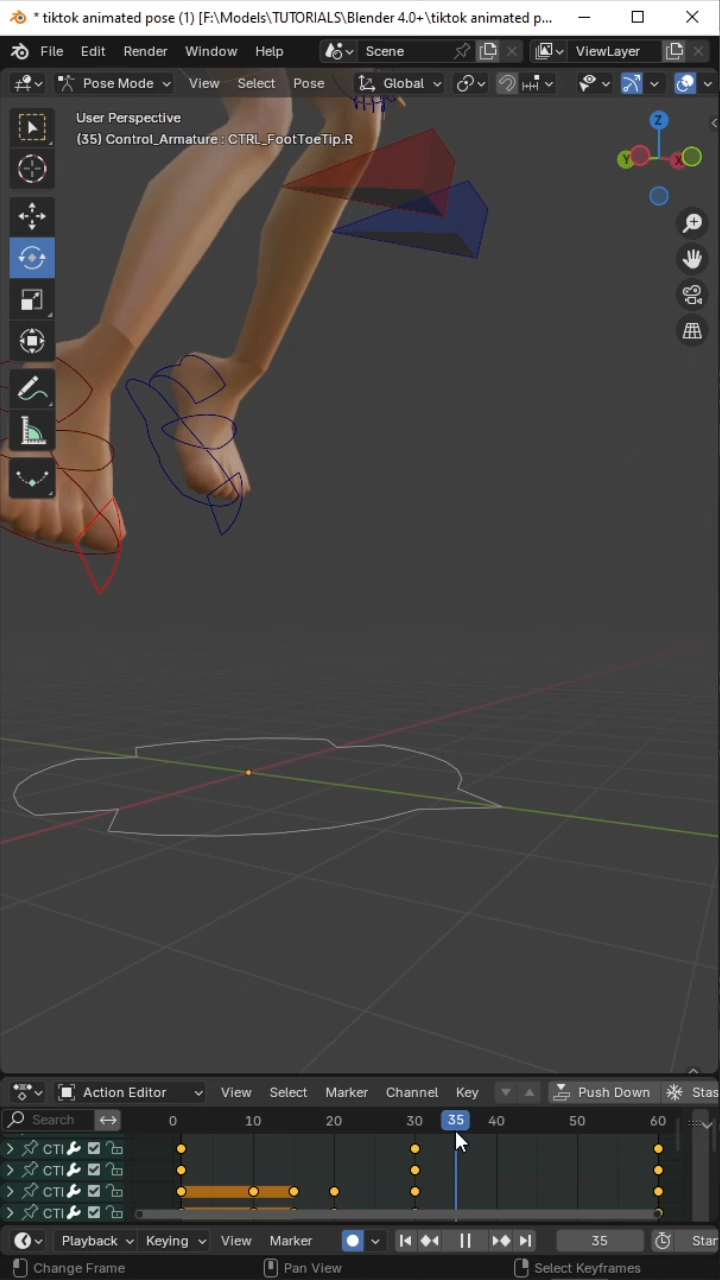 * tiktok animated pose (1) [F:\Models\TUTORIALS\Blender 4.0+\tiktok animated p...
File Edit Render Window Help Scene ViewLayer
Pose Mode View Select Pose Global
User Perspective
(35) Control_Armature : CTRL_FootToeTip.R
Z
Y X
Action Editor View Select Marker Channel Key Push Down Stas
Search 0 10 20 30 35 40 50 60
CTI
CTI
CTI
CTI
Playback Keying View Marker 35 Star
Change Frame Pan View Select Keyframes